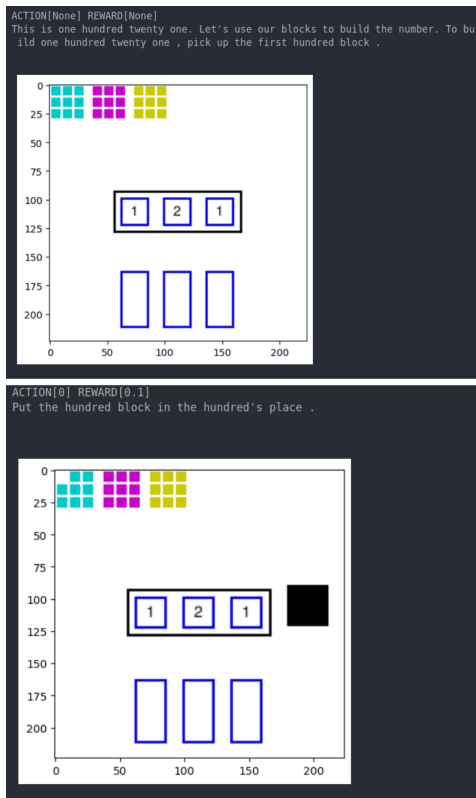 ACTION[None] REWARD[None]
This is one hundred twenty one. Let's use our blocks to build the number. To bu
ild one hundred twenty one , pick up the first hundred block .
0
25
50
75
100
125
150
175
200
1 2 1
0 50 100 150 200
ACTION[0] REWARD[0.1]
Put the hundred block in the hundred's place .
0
25
50
75
100
125
150
175
200
1 2 1
0 50 100 150 200